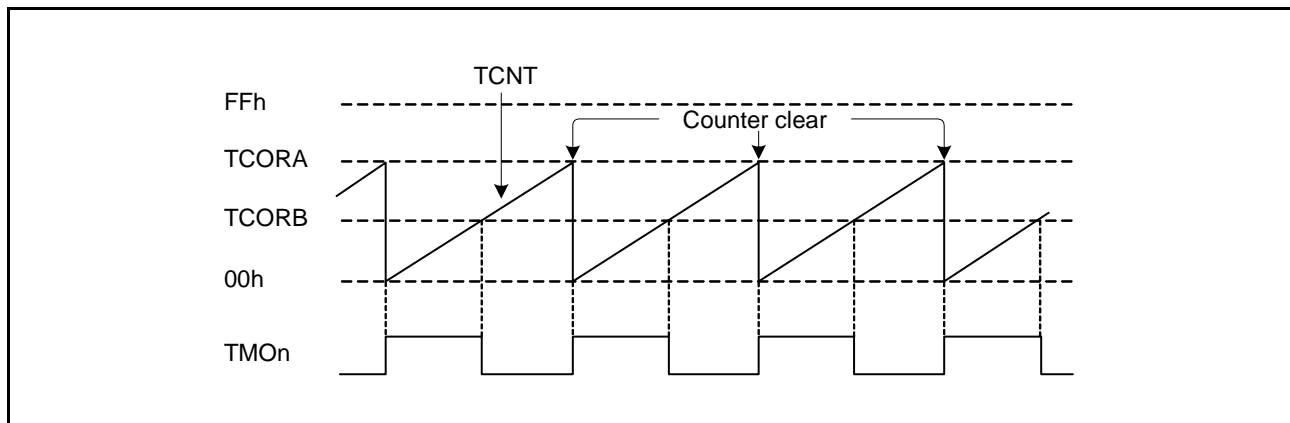 TCNT
FFh
Counter clear
TCORA
TCORB
00h
TMOn